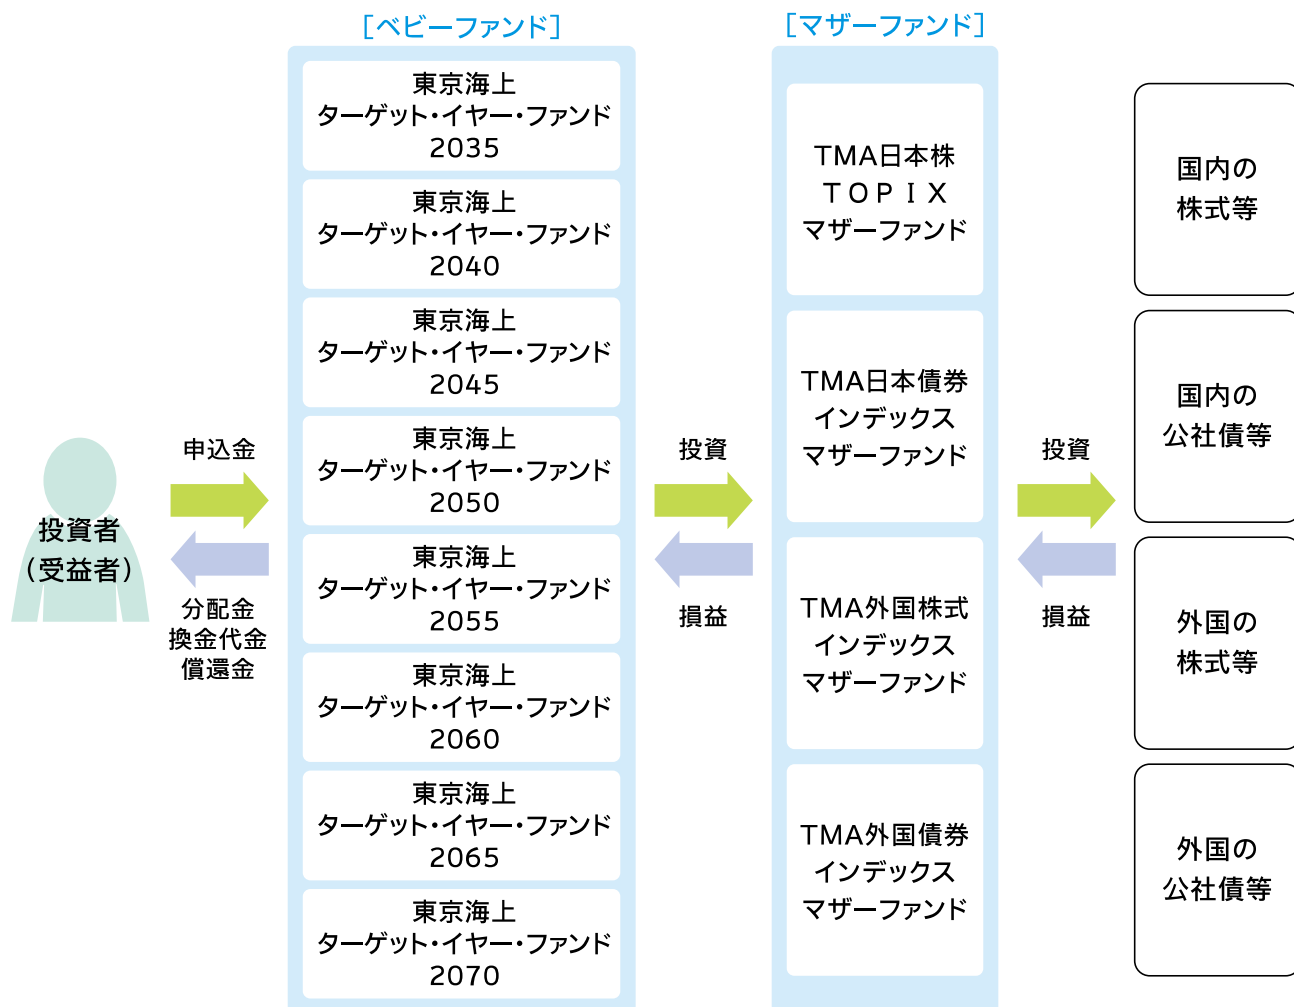 ［ベビーファンド］
東京海上
ターゲット・イヤー・ファンド
2035
東京海上
ターゲット・イヤー・ファンド
2040
東京海上
ターゲット・イヤー・ファンド
2045
東京海上
ターゲット・イヤー・ファンド
2050
東京海上
ターゲット・イヤー・ファンド
2055
東京海上
ターゲット・イヤー・ファンド
2060
東京海上
ターゲット・イヤー・ファンド
2065
東京海上
ターゲット・イヤー・ファンド
2070
［マザーファンド］
TMA日本株
ＴＯＰＩＸ
マザーファンド
TMA日本債券
インデックス
マザーファンド
TMA外国株式
インデックス
マザーファンド
TMA外国債券
インデックス
マザーファンド
国内の
株式等
国内の
公社債等
外国の
株式等
外国の
公社債等
投資者
（受益者）
申込金
分配金
換金代金
償還金
投資
損益
投資
損益